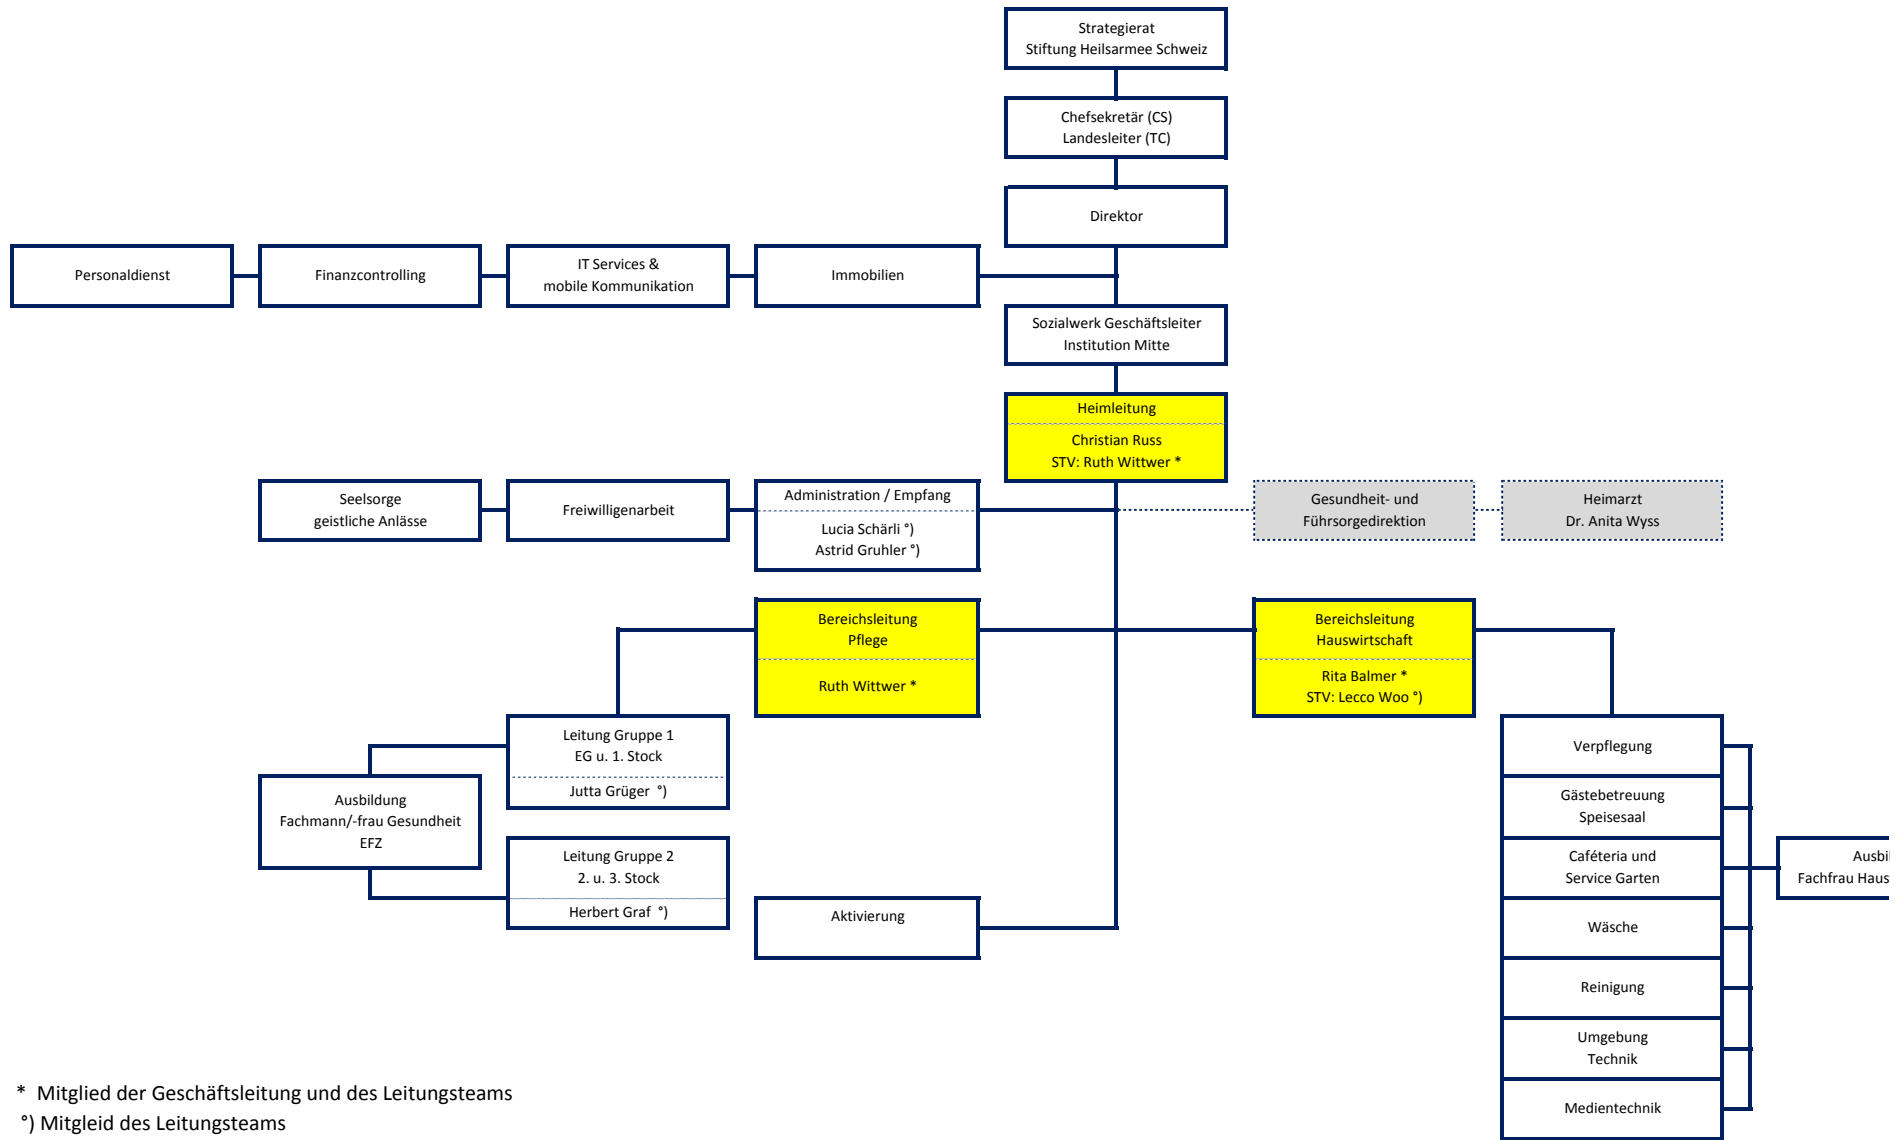 Strategierat
Stiftung Heilsarmee Schweiz
Chefsekretär (CS)
Landesleiter (TC)
Direktor
Personaldienst
Finanzcontrolling
IT Services &
mobile Kommunikation
Immobilien
Sozialwerk Geschäftsleiter
Institution Mitte
Heimleitung
Christian Russ
STV: Ruth Wittwer *
Seelsorge
geistliche Anlässe
Freiwilligenarbeit
Administration / Empfang
Lucia Schärli °)
Astrid Gruhler °)
Gesundheit- und
Führsorgedirektion
Heimarzt
Dr. Anita Wyss
Bereichsleitung
Pflege
Ruth Wittwer *
Bereichsleitung
Hauswirtschaft
Rita Balmer *
STV: Lecco Woo °)
Leitung Gruppe 1
EG u. 1. Stock
Jutta Grüger °)
Ausbildung
Fachmann/-frau Gesundheit
EFZ
Leitung Gruppe 2
2. u. 3. Stock
Herbert Graf °)
Aktivierung
Verpflegung
Gästebetreuung
Speisesaal
Caféteria und
Service Garten
Wäsche
Reinigung
Umgebung
Technik
Medientechnik
Fachfrau
* Mitglied der Geschäftsleitung und des Leitungsteams
°) Mitgleid des Leitungsteams